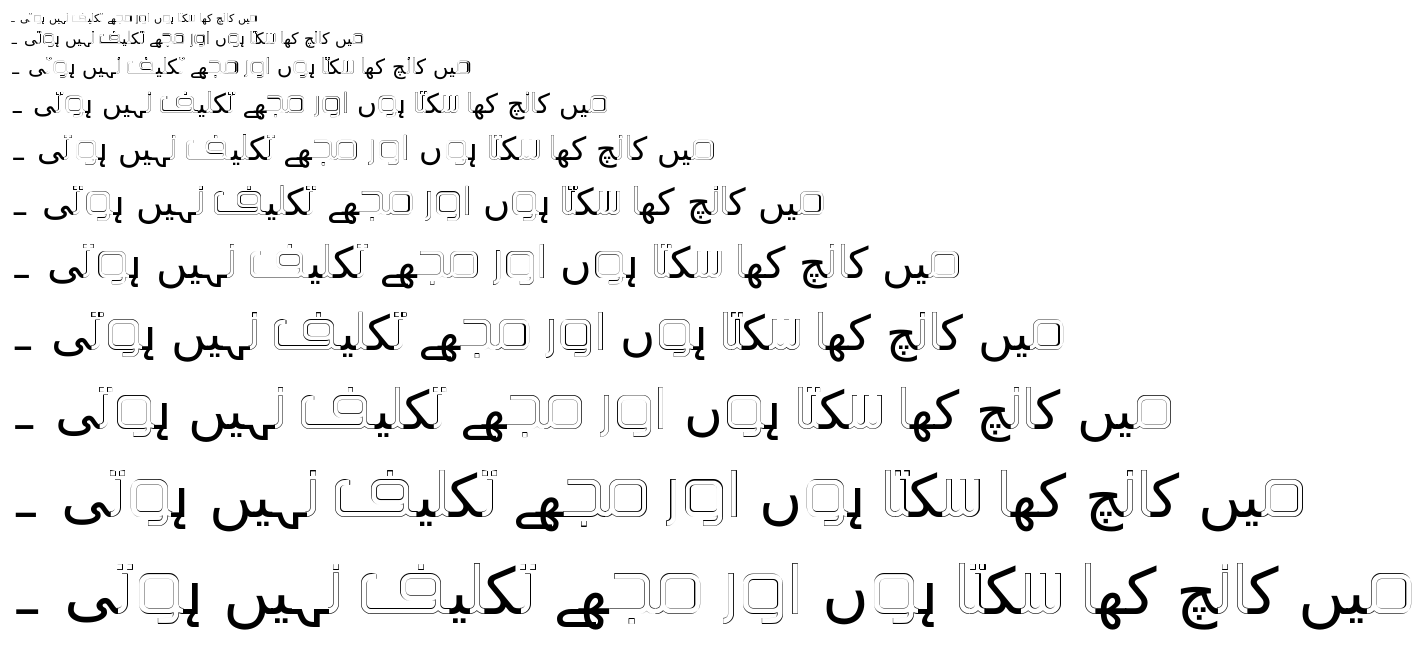 میں کانچ کھا سکتا ہوں اور مجھے تکلیف نہیں ہوتی ۔
میں کانچ کھا سکتا ہوں اور مجھے تکلیف نہیں ہوتی ۔
میں کانچ کھا سکتا ہوں اور مجھے تکلیف نہیں ہوتی ۔
میں کانچ کھا سکتا ہوں اور مجھے تکلیف نہیں ہوتی ۔
میں کانچ کھا سکتا ہوں اور مجھے تکلیف نہیں ہوتی ۔
میں کانچ کھا سکتا ہوں اور مجھے تکلیف نہیں ہوتی ۔
میں کانچ کھا سکتا ہوں اور مجھے تکلیف نہیں ہوتی ۔
میں کانچ کھا سکتا ہوں اور مجھے تکلیف نہیں ہوتی ۔
میں کانچ کھا سکتا ہوں اور مجھے تکلیف نہیں ہوتی ۔
میں کانچ کھا سکتا ہوں اور مجھے تکلیف نہیں ہوتی ۔
میں کانچ کھا سکتا ہوں اور مجھے تکلیف نہیں ہوتی ۔